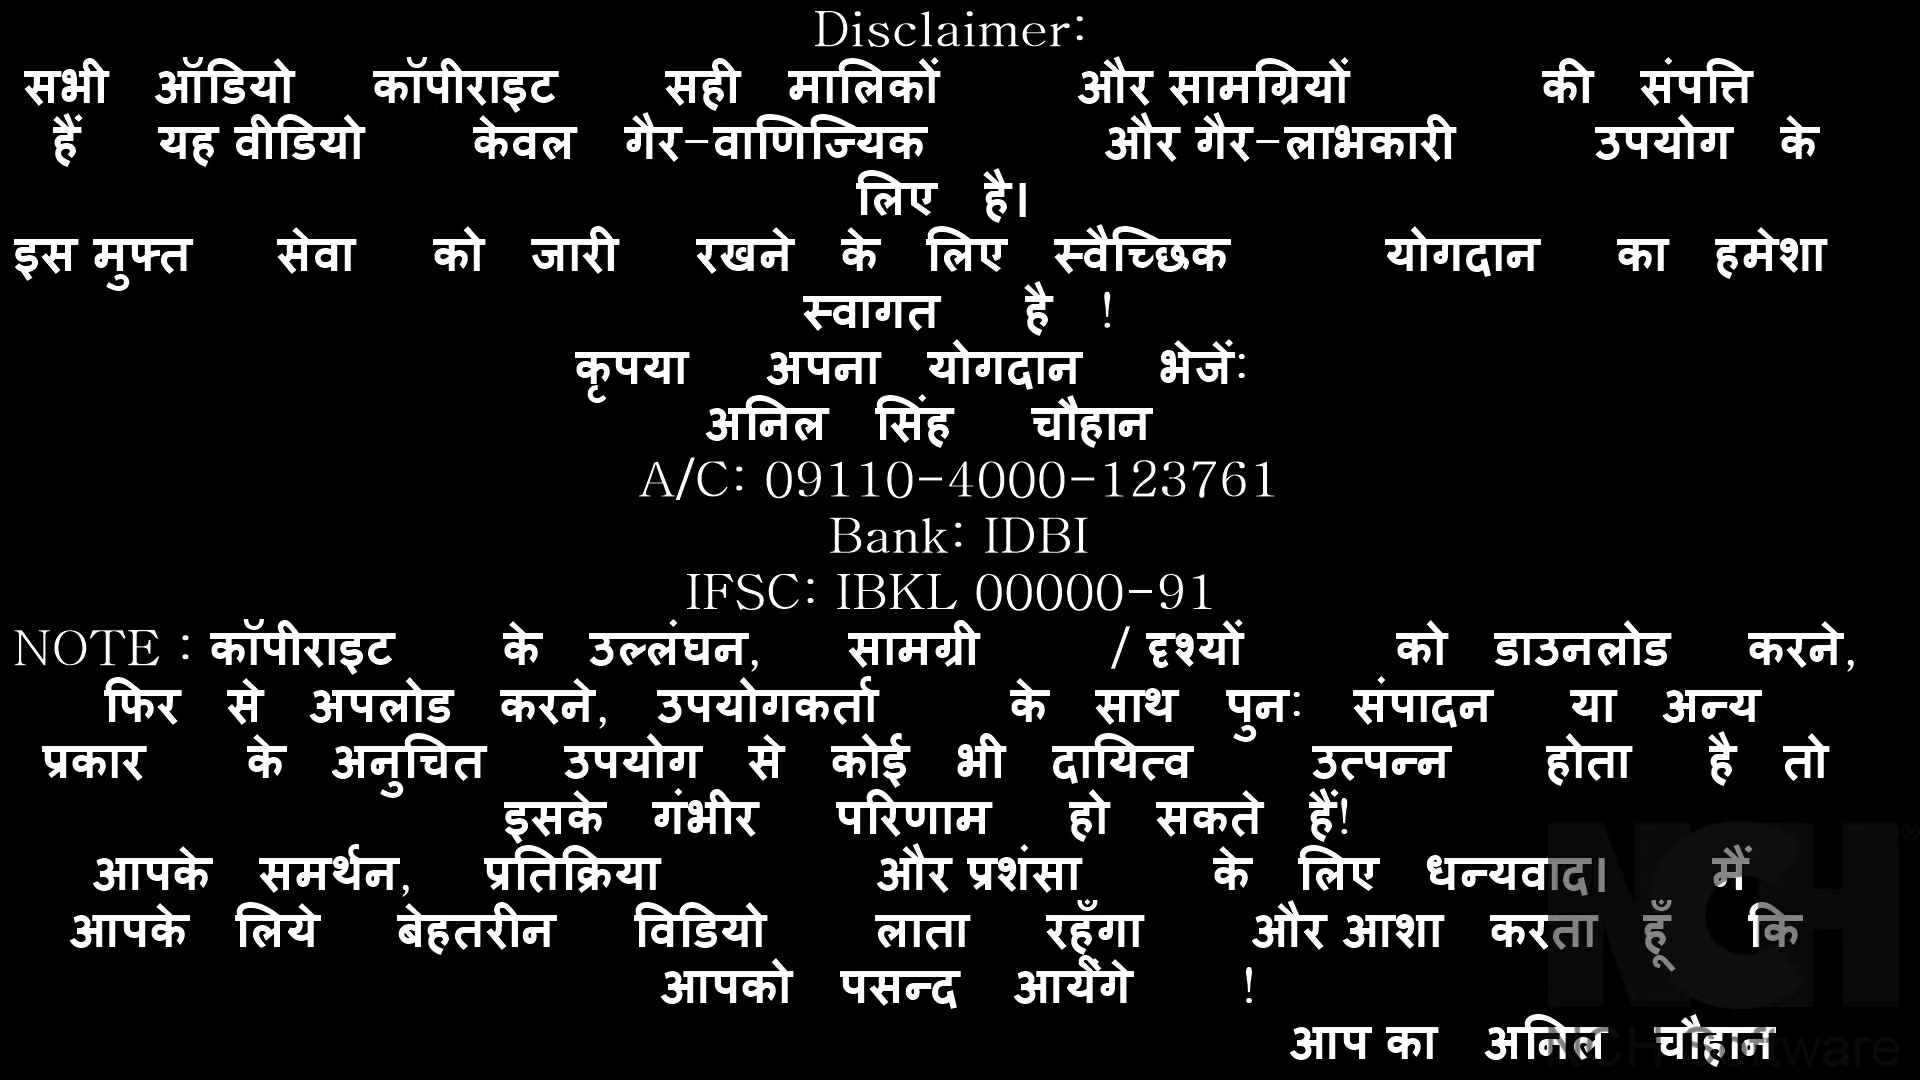 Disclaimer:
सभी ऑडियो कॉपीराइट सही मालिकों और सामग्रियों की संपत्ति
हैं यह वीडियो केवल गैर-वाणिज्यिक और गैर-लाभकारी उपयोग के
लिए है।
इस मुफ्त सेवा को जारी रखने के लिए स्वैच्छिक योगदान का हमेशा
स्वागत है !
कृपया अपना योगदान भेजें:
अनिल सिंह चौहान
A/C: 09110-4000-123761
Bank: IDBI
IFSC: IBKL 00000-91
NOTE : कॉपीराइट के उल्लंघन, सामग्री / दृश्यों को डाउनलोड करने,
फिर से अपलोड करने, उपयोगकर्ता के साथ पुन: संपादन या अन्य
प्रकार के अनुचित उपयोग से कोई भी दायित्व उत्पन्न होता है तो
इसके गंभीर परिणाम हो सकते हैं!
आपके समर्थन, प्रतिक्रिया और प्रशंसा के लिए धन्यवाद। मैं
आपके लिये बेहतरीन विडियो लाता रहूँगा और आशा करता हूँ कि
आपको पसन्द आयेंगे !
आप का अनिल चौहान
NCH®
NCH Software